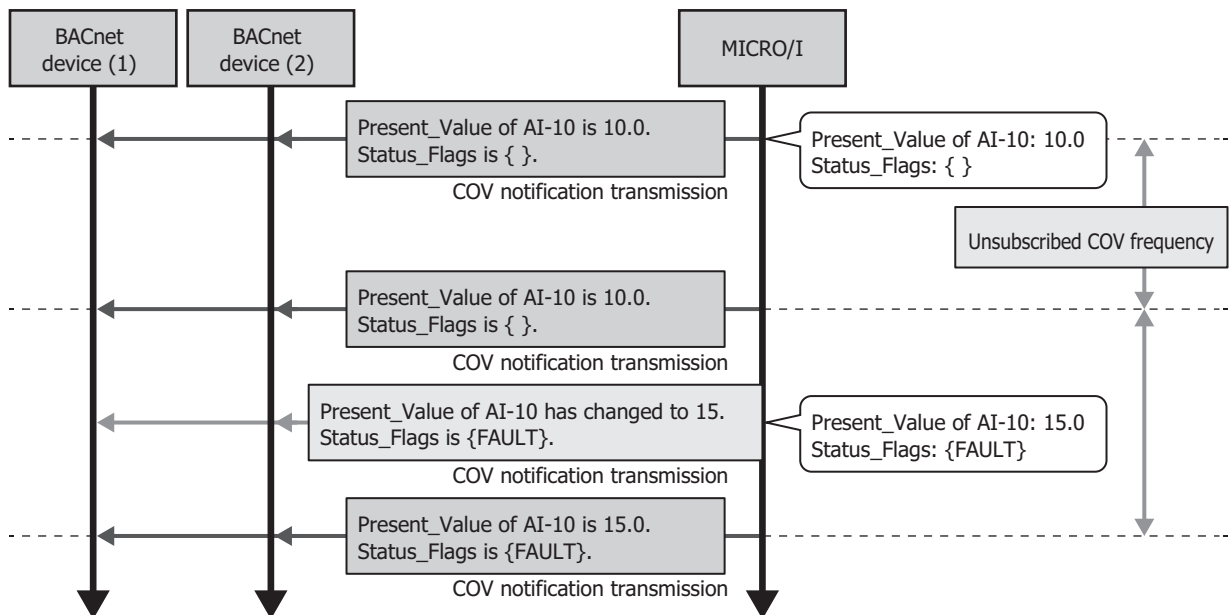 BACnet
device (1)
BACnet
device (2)
MICRO/I
Present_Value of AI-10 is 10.0.
Status_Flags is { }.
COV notification transmission
Present_Value of AI-10: 10.0
Status_Flags: { }
Unsubscribed COV frequency
Present_Value of AI-10 is 10.0.
Status_Flags is { }.
COV notification transmission
Present_Value of AI-10 has changed to 15.
Status_Flags is {FAULT}.
COV notification transmission
Present_Value of AI-10: 15.0
Status_Flags: {FAULT}
Present_Value of AI-10 is 15.0.
Status_Flags is {FAULT}.
COV notification transmission